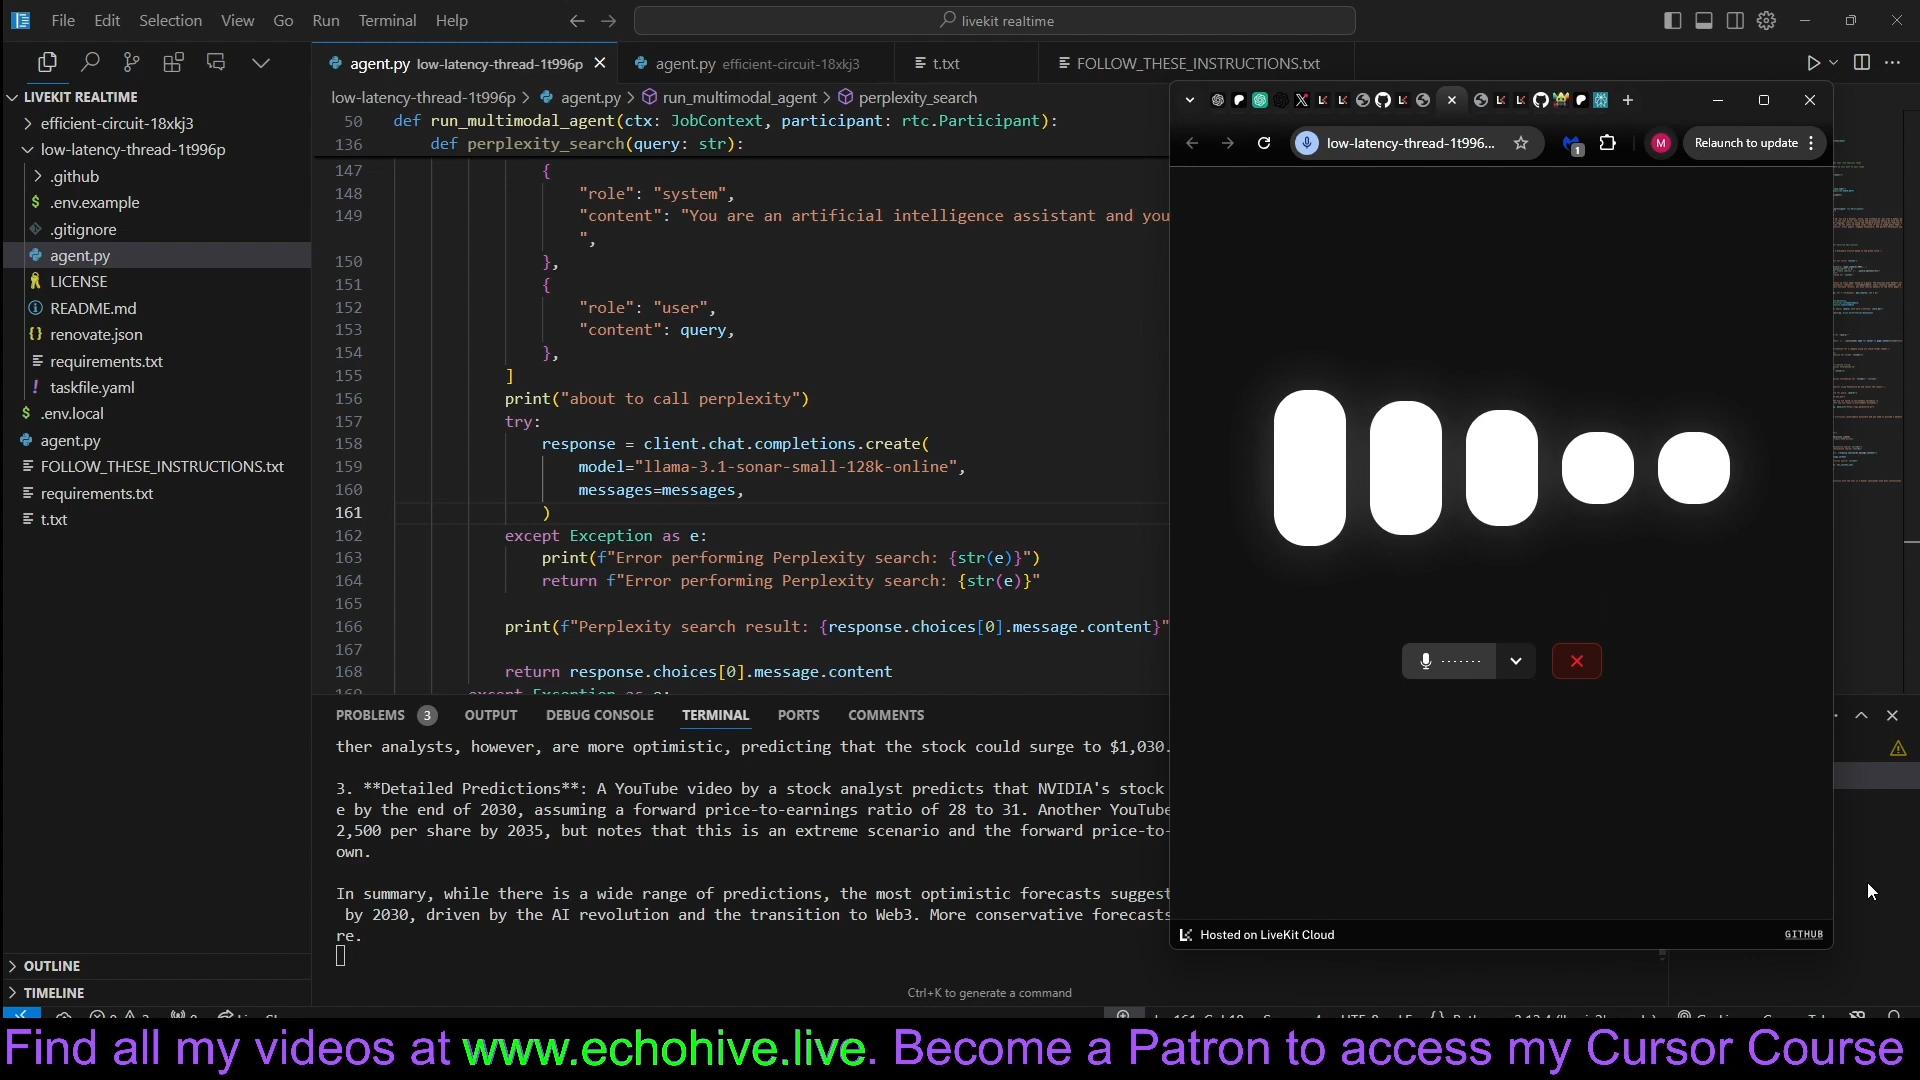 File Edit Selection View Go Run Terminal Help
livekit realtime
LIVEKIT REALTIME
efficient-circuit-18xkj3
low-latency-thread-1t996p
.github
$ .env.example
.gitignore
agent.py
LICENSE
README.md
renovate.json
requirements.txt
! taskfile.yaml
$ .env.local
agent.py
FOLLOW_THESE_INSTRUCTIONS.txt
requirements.txt
t.txt
OUTLINE
TIMELINE
agent.py low-latency-thread-1t996p agent.py efficient-circuit-18xkj3 t.txt FOLLOW_THESE_INSTRUCTIONS.txt
low-latency-thread-1t996p > agent.py > run_multimodal_agent > perplexity_search
50 def run_multimodal_agent(ctx: JobContext, participant: rtc.Participant):
136 def perplexity_search(query: str):
147 {
148 "role": "system",
149 "content": "You are an artificial intelligence assistant and you
",
150 },
151 {
152 "role": "user",
153 "content": query,
154 },
155 ]
156 print("about to call perplexity")
157 try:
158 response = client.chat.completions.create(
159 model="llama-3.1-sonar-small-128k-online",
160 messages=messages,
161 )
162 except Exception as e:
163 print(f"Error performing Perplexity search: {str(e)}")
164 return f"Error performing Perplexity search: {str(e)}"
165
166 print(f"Perplexity search result: {response.choices[0].message.content}"
167
168 return response.choices[0].message.content
169 except Exception as e:
PROBLEMS 3 OUTPUT DEBUG CONSOLE TERMINAL PORTS COMMENTS
ther analysts, however, are more optimistic, predicting that the stock could surge to $1,030.
3. **Detailed Predictions**: A YouTube video by a stock analyst predicts that NVIDIA's stock
e by the end of 2030, assuming a forward price-to-earnings ratio of 28 to 31. Another YouTube
2,500 per share by 2035, but notes that this is an extreme scenario and the forward price-to-
own.
In summary, while there is a wide range of predictions, the most optimistic forecasts suggest
by 2030, driven by the AI revolution and the transition to Web3. More conservative forecasts
re.
Ctrl+K to generate a command
low-latency-thread-1t996... 1 M Relaunch to update
Hosted on LiveKit Cloud GITHUB
Find all my videos at www.echohive.live. Become a Patron to access my Cursor Course